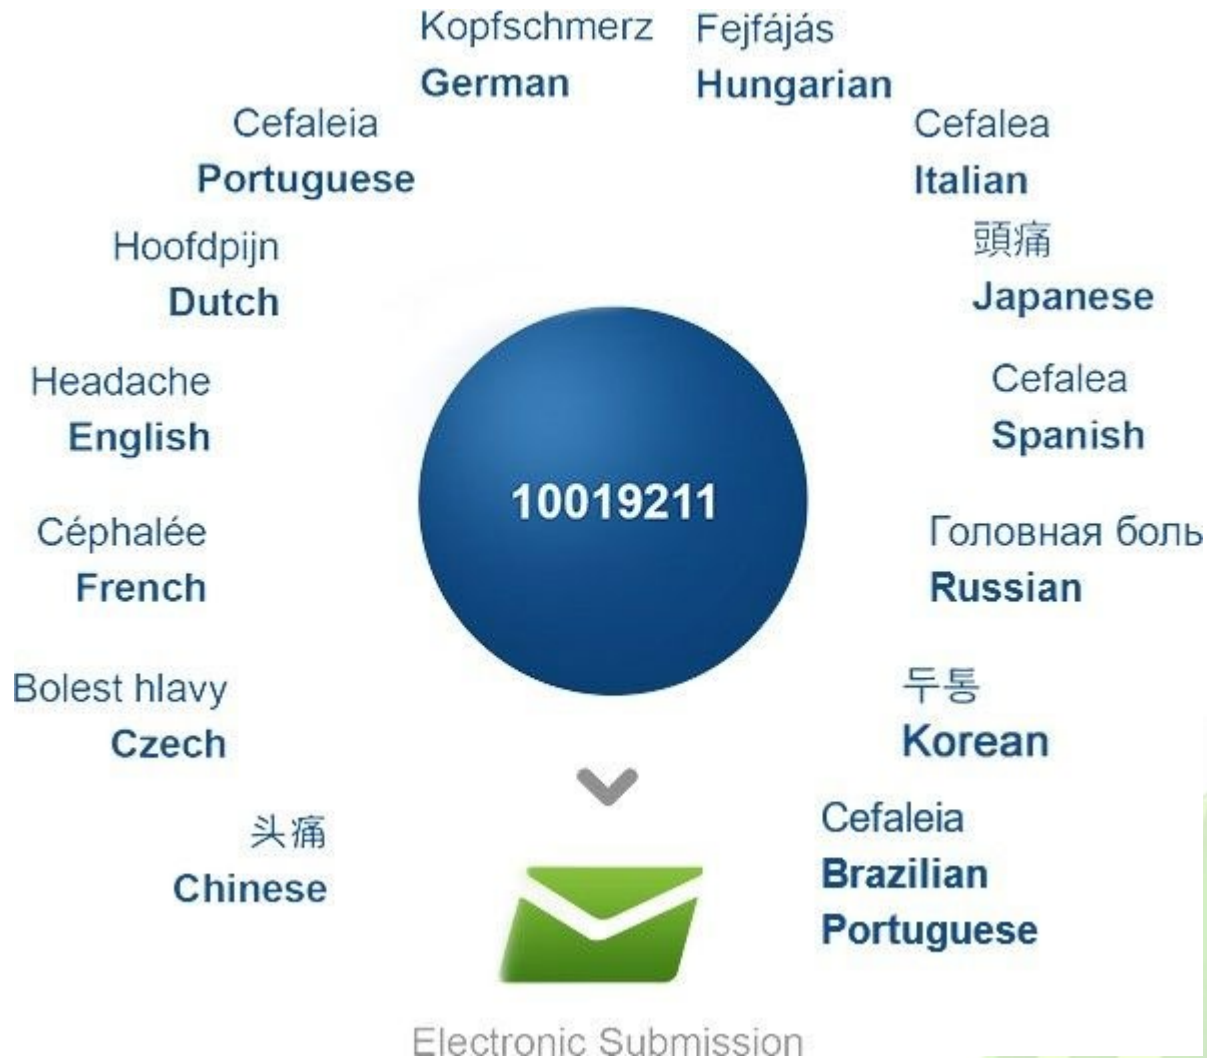 Kopfschmerz
German
Fejfájás
Hungarian
Cefaleia
Portuguese
Cefalea
Italian
Hoofdpijn
Dutch
頭痛
Japanese
Headache
English
Cefalea
Spanish
10019211
Céphalée
French
Головная боль
Russian
Bolest hlavy
Czech
두통
Korean
头痛
Chinese
Cefaleia
Brazilian
Portuguese
Electronic Submission